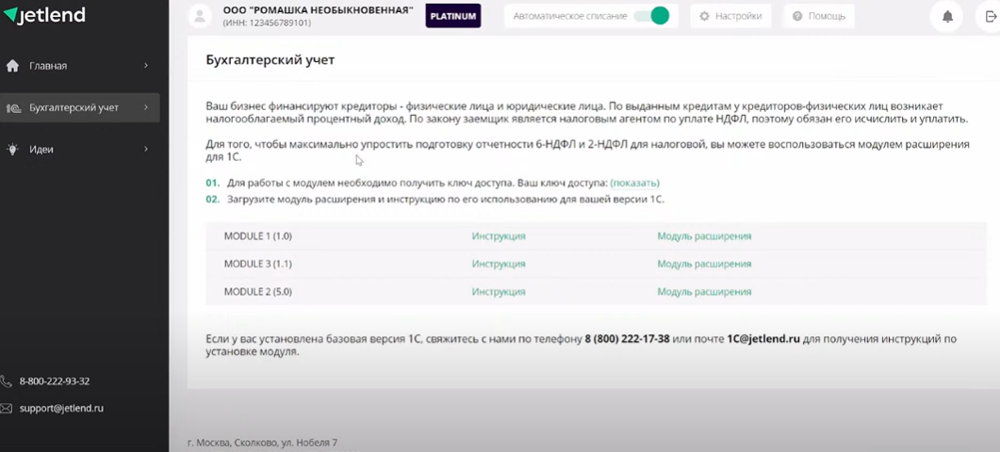 jetlend
ООО "РОМАШКА НЕОБЫКНОВЕННАЯ"
(ИНН: 123456789101)
PLATINUM
Автоматическое списание
Настройки
Помощь
Главная
Бухгалтерский учет
Идеи
Бухгалтерский учет
Ваш бизнес финансируют кредиторы - физические лица и юридические лица. По выданным кредитам у кредиторов-физических лиц возникает
налогооблагаемый процентный доход. По закону заемщик является налоговым агентом по уплате НДФЛ, поэтому обязан его исчислить и уплатить.
Для того, чтобы максимально упростить подготовку отчетности 6-НДФЛ и 2-НДФЛ для налоговой, вы можете воспользоваться модулем расширения
для 1С.
01. Для работы с модулем необходимо получить ключ доступа. Ваш ключ доступа: (показать)
02. Загрузите модуль расширения и инструкцию по его использованию для вашей версии 1С.
MODULE 1 (1.0) Инструкция Модуль расширения
MODULE 3 (1.1) Инструкция Модуль расширения
MODULE 2 (5.0) Инструкция Модуль расширения
Если у вас установлена базовая версия 1С, свяжитесь с нами по телефону 8 (800) 222-17-38 или почте 1C@jetlend.ru для получения инструкций по
установке модуля.
8-800-222-93-32
support@jetlend.ru
г. Москва, Сколково, ул. Нобеля 7